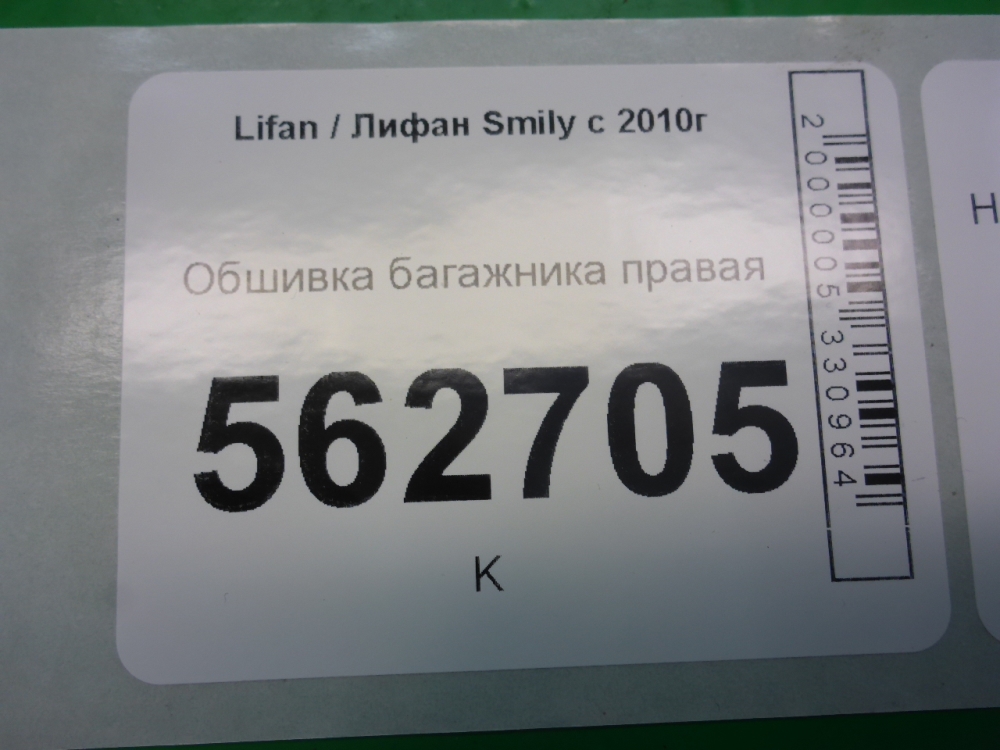 Lifan / Лифан Smily с 2010г
Обшивка багажника правая
562705
К
2000005330964
Н